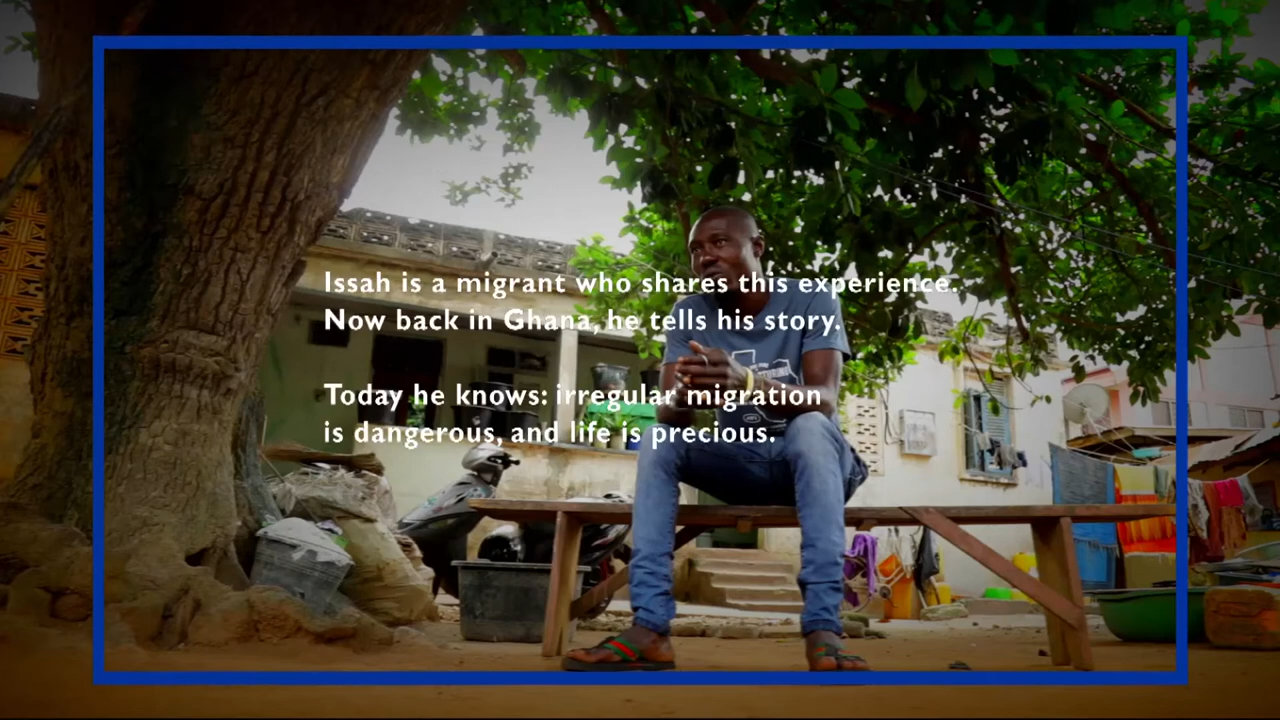 Issah is a migrant who shares this experience.
Now back in Ghana, he tells his story.
Today he knows: irregular migration
is dangerous, and life is precious.